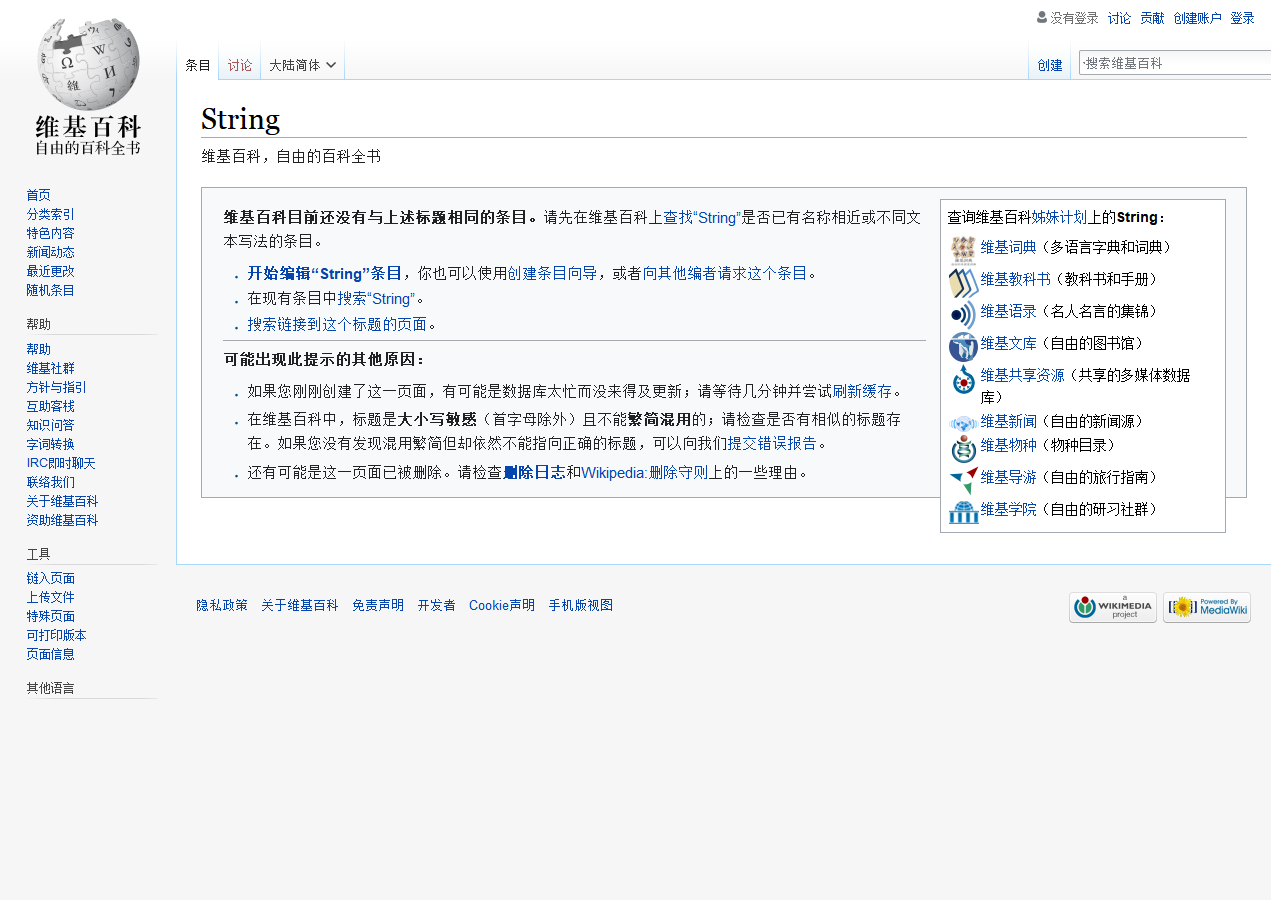 没有登录 讨论 贡献 创建账户 登录
条目 讨论 大陆简体 创建 搜索维基百科
Ω W И 維
维基百科
自由的百科全书
首页
分类索引
特色内容
新闻动态
最近更改
随机条目
帮助
帮助
维基社群
方针与指引
互助客栈
知识问答
字词转换
IRC即时聊天
联络我们
关于维基百科
资助维基百科
工具
链入页面
上传文件
特殊页面
可打印版本
页面信息
其他语言
String
维基百科，自由的百科全书
维基百科目前还没有与上述标题相同的条目。请先在维基百科上查找“String”是否已有名称相近或不同文
本写法的条目。
开始编辑“String”条目，你也可以使用创建条目向导，或者向其他编者请求这个条目。
在现有条目中搜索“String”。
搜索链接到这个标题的页面。
可能出现此提示的其他原因：
如果您刚刚创建了这一页面，有可能是数据库太忙而没来得及更新；请等待几分钟并尝试刷新缓存。
在维基百科中，标题是大小写敏感（首字母除外）且不能繁简混用的；请检查是否有相似的标题存
在。如果您没有发现混用繁简但却依然不能指向正确的标题，可以向我们提交错误报告。
还有可能是这一页面已被删除。请检查删除日志和Wikipedia:删除守则上的一些理由。
查询维基百科姊妹计划上的String：
维基词典（多语言字典和词典）
维基教科书（教科书和手册）
维基语录（名人名言的集锦）
维基文库（自由的图书馆）
维基共享资源（共享的多媒体数据
库）
维基新闻（自由的新闻源）
维基物种（物种目录）
维基导游（自由的旅行指南）
维基学院（自由的研习社群）
隐私政策 关于维基百科 免责声明 开发者 Cookie声明 手机版视图
a
WIKIMEDIA
project
Powered By
MediaWiki